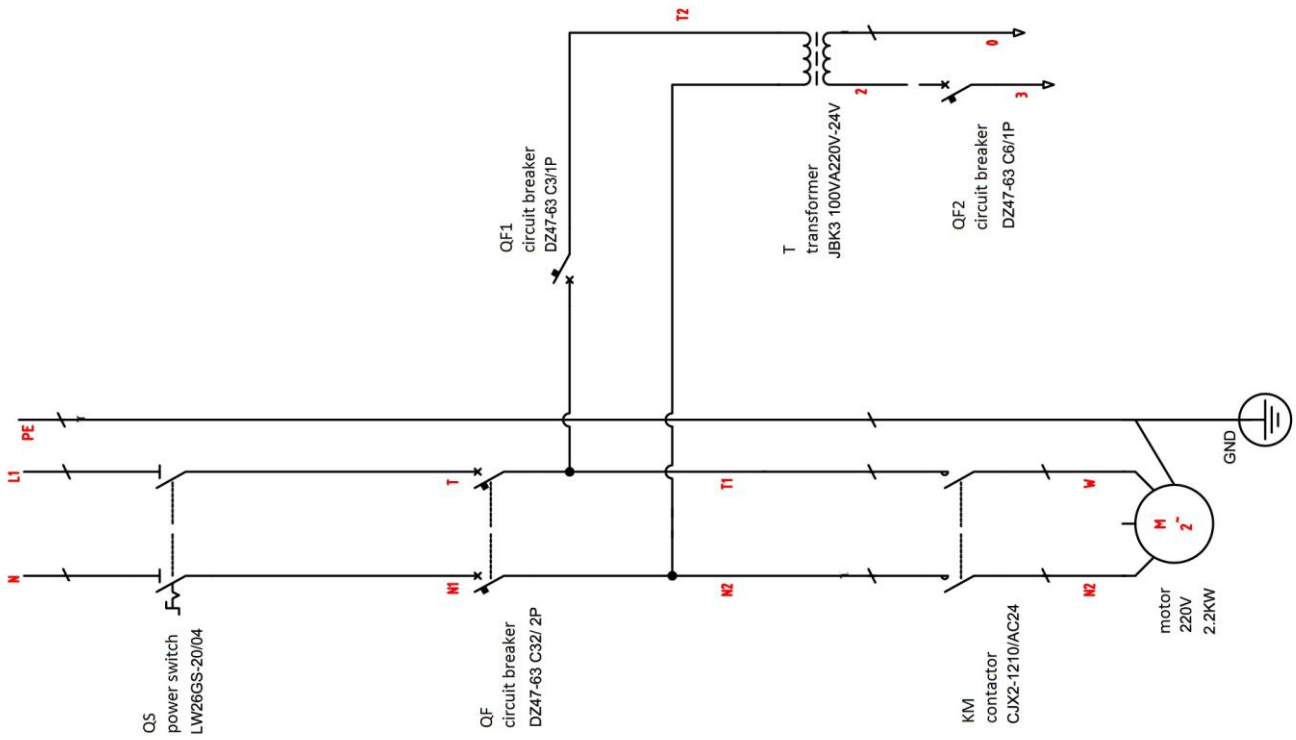 T2
0
2
3
QF1
circuit breaker
DZ47-63 C3/1P
T
transformer
JBK3 100VA220V-24V
QF2
circuit breaker
DZ47-63 C6/1P
PE
L1
N
T
N1
T1
N2
W
N2
M
2~
GND
QS
power switch
LW26GS-20/04
QF
circuit breaker
DZ47-63 C32/ 2P
KM
contactor
CJX2-1210/AC24
motor
220V
2.2KW